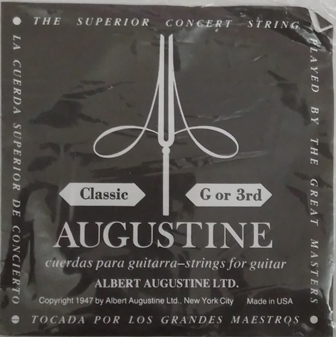 THE SUPERIOR CONCERT STRING
PLAYED BY THE GREAT MASTERS
LA CUERDA SUPERIOR DE CONCIERTO
Classic
G or 3rd
AUGUSTINE
cuerdas para guitarra–strings for guitar
ALBERT AUGUSTINE LTD.
Copyright 1947 by Albert Augustine Ltd., New York City Made in USA
TOCADA POR LOS GRANDES MAESTROS